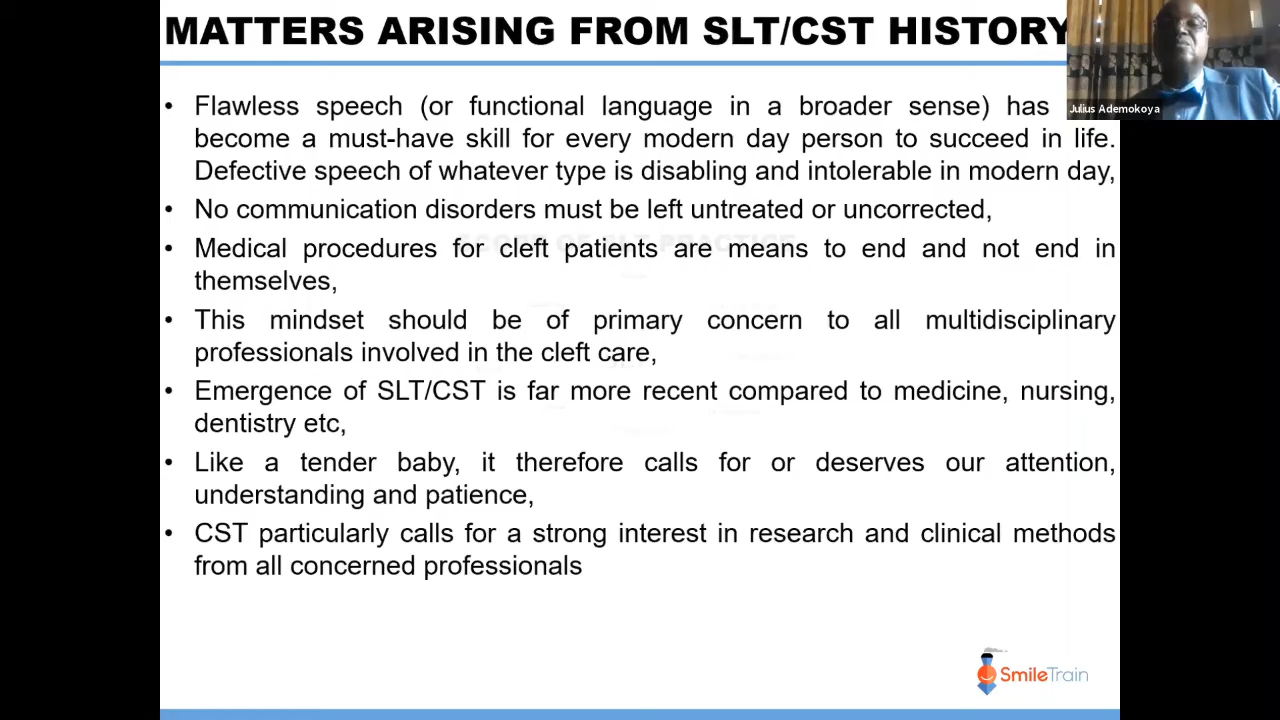 MATTERS ARISING FROM SLT/CST HISTORY
Julius Ademokoya
• Flawless speech (or functional language in a broader sense) has
become a must-have skill for every modern day person to succeed in life.
Defective speech of whatever type is disabling and intolerable in modern day,
• No communication disorders must be left untreated or uncorrected,
SCOPE OF SLT PRACTICE
• Medical procedures for cleft patients are means to end and not end in
themselves,
• This mindset should be of primary concern to all multidisciplinary
professionals involved in the cleft care,
• Emergence of SLT/CST is far more recent compared to medicine, nursing,
dentistry etc,
• Like a tender baby, it therefore calls for or deserves our attention,
understanding and patience,
• CST particularly calls for a strong interest in research and clinical methods
from all concerned professionals
SmileTrain